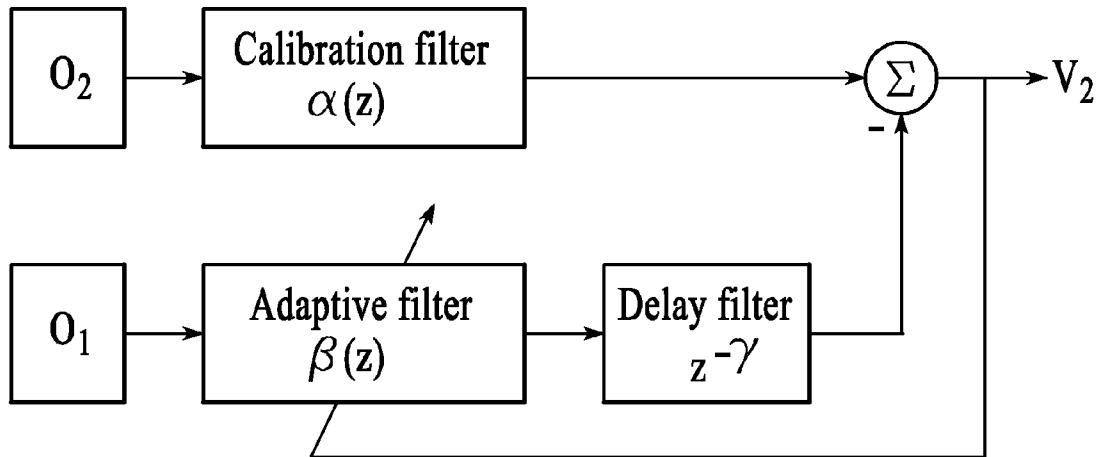 O₂
Calibration filter
α(z)
Σ
V₂
-
O₁
Adaptive filter
β(z)
Delay filter
z^-γ